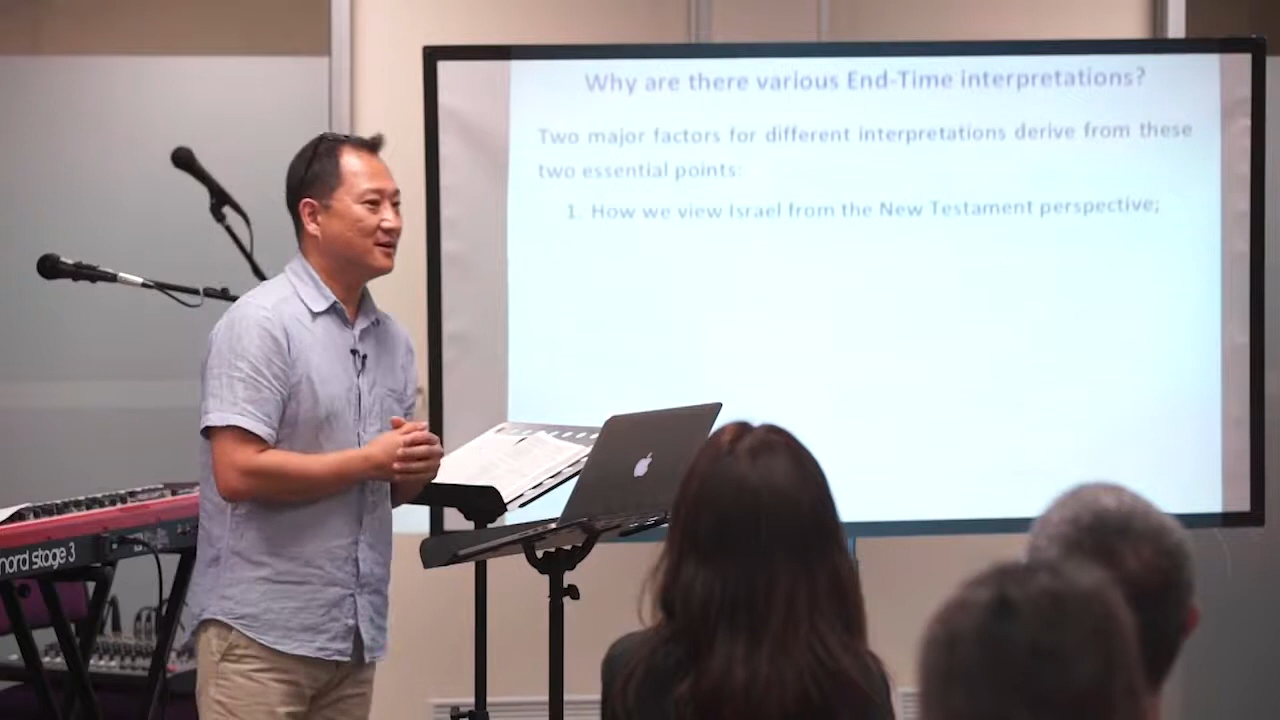 Why are there various End-Time interpretations?
Two major factors for different interpretations derive from these
two essential points:
1. How we view Israel from the New Testament perspective;
nord stage 3